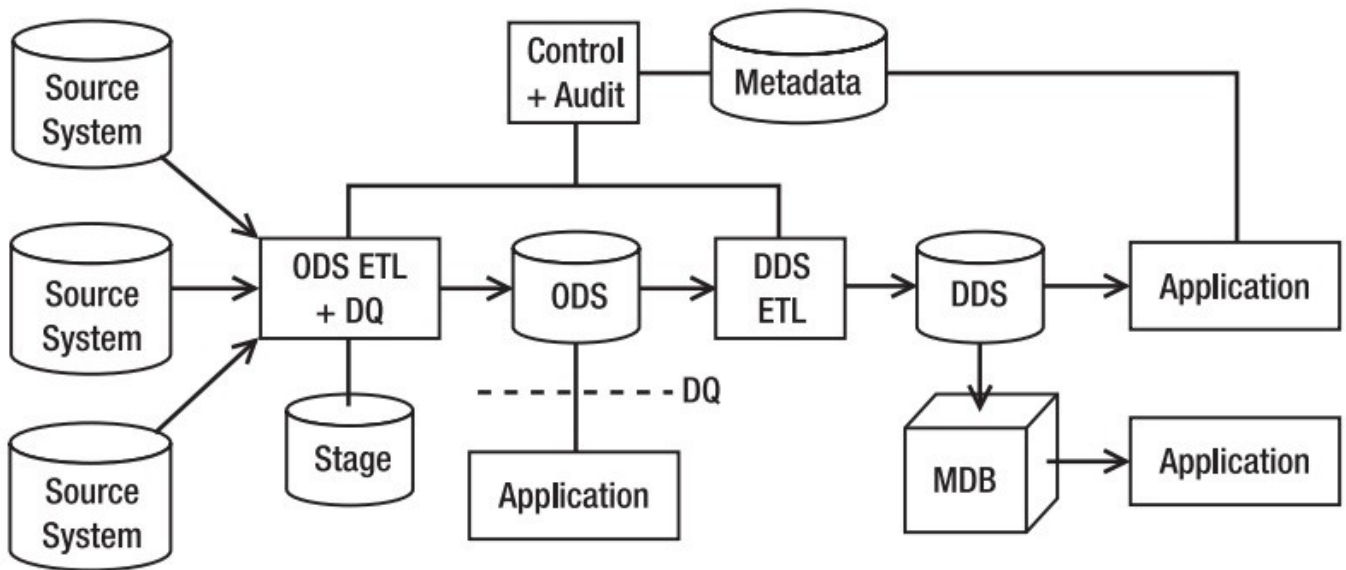 Source
System
Control
+ Audit
Metadata
Source
System
ODS ETL
+ DQ
ODS
DDS
ETL
DDS
Application
DQ
Stage
Application
MDB
Application
Source
System